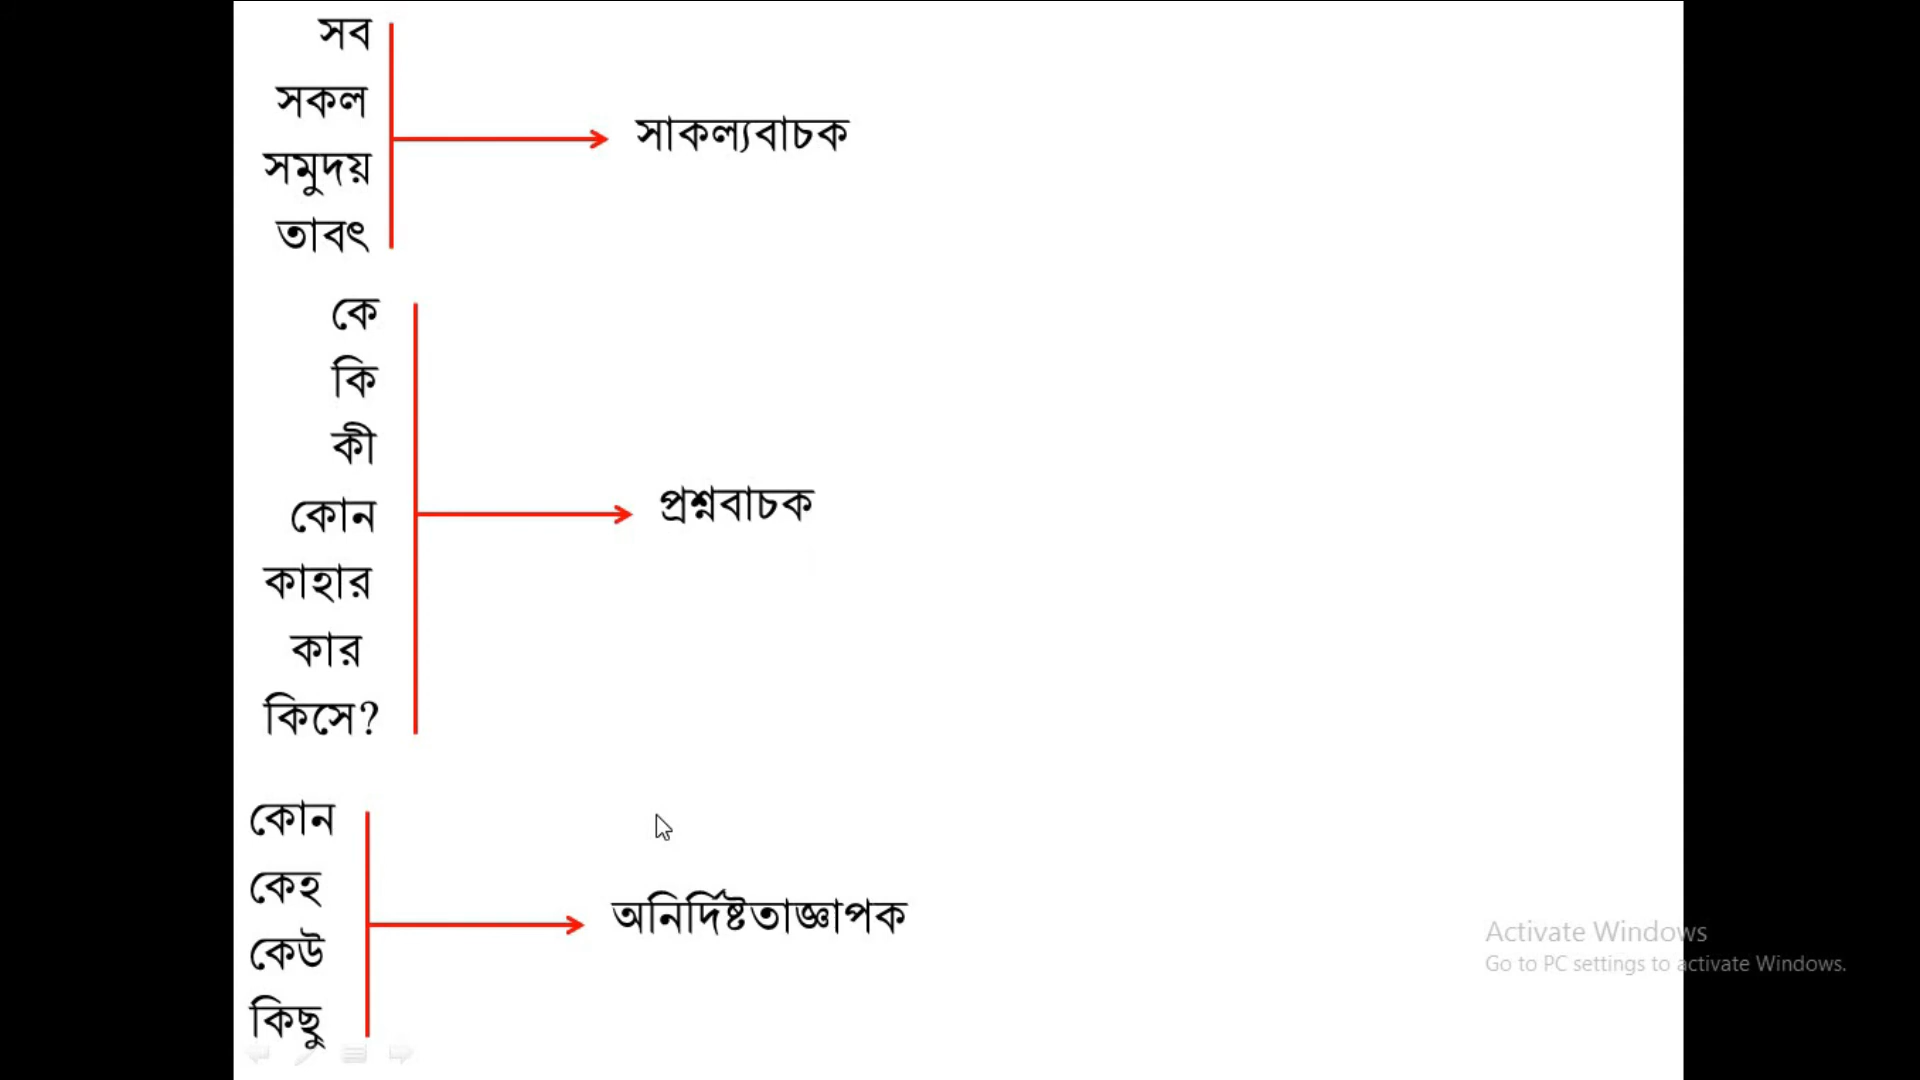 সব
সকল
সমুদয়
তাবৎ
সাকল্যবাচক
কে
কি
কী
কোন
কাহার
কার
কিসে?
প্রশ্নবাচক
কোন
কেহ
কেউ
কিছু
অনির্দিষ্টতাজ্ঞাপক
Activate Windows
Go to PC settings to activate Windows.